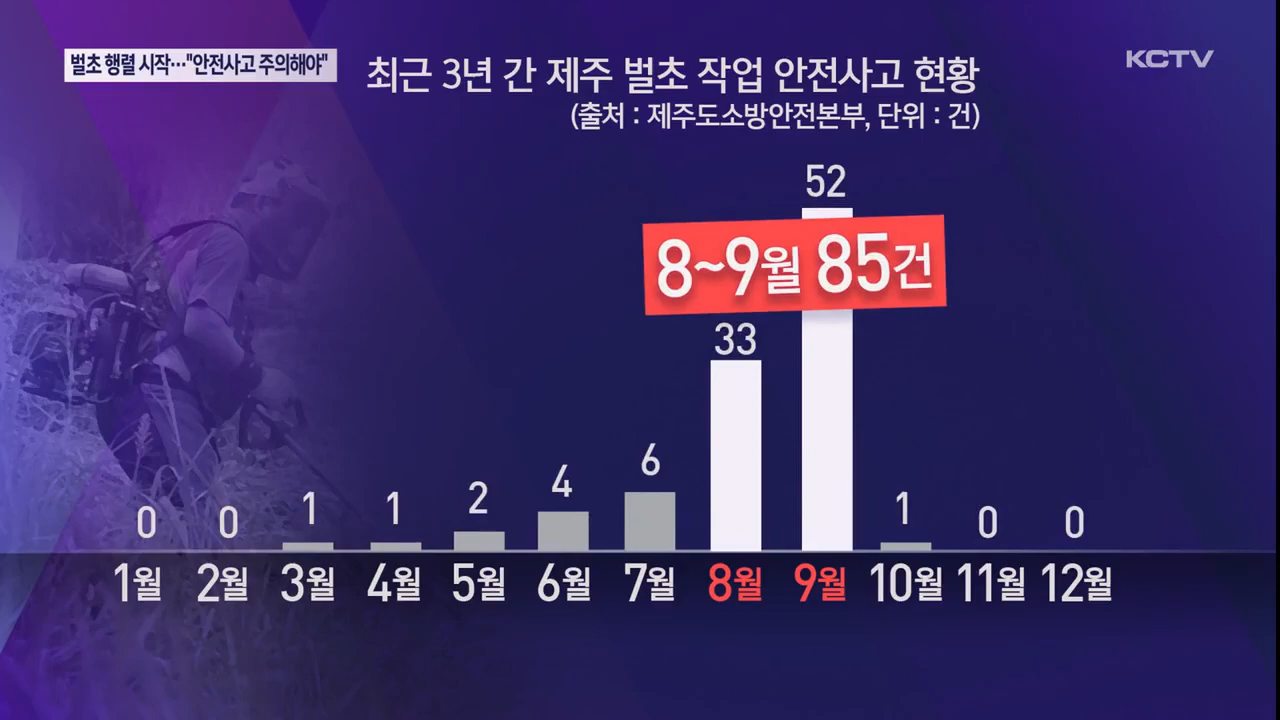 벌초 행렬 시작…"안전사고 주의해야"
KCTV
최근 3년 간 제주 벌초 작업 안전사고 현황
(출처 : 제주도소방안전본부, 단위 : 건)
52
8~9월 85건
33
6
4
2
0 0 1 1 1 0 0
1월 2월 3월 4월 5월 6월 7월 8월 9월 10월 11월 12월